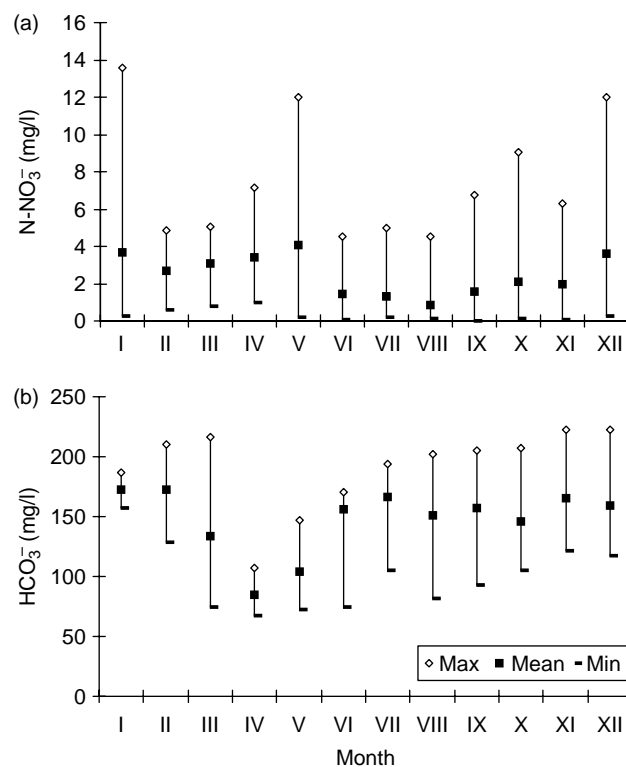 (a)
N-NO₃⁻ (mg/l)
16
14
12
10
8
6
4
2
0
I II III IV V VI VII VIII IX X XI XII
(b)
HCO₃⁻ (mg/l)
250
200
150
100
50
0
Max Mean Min
I II III IV V VI VII VIII IX X XI XII
Month